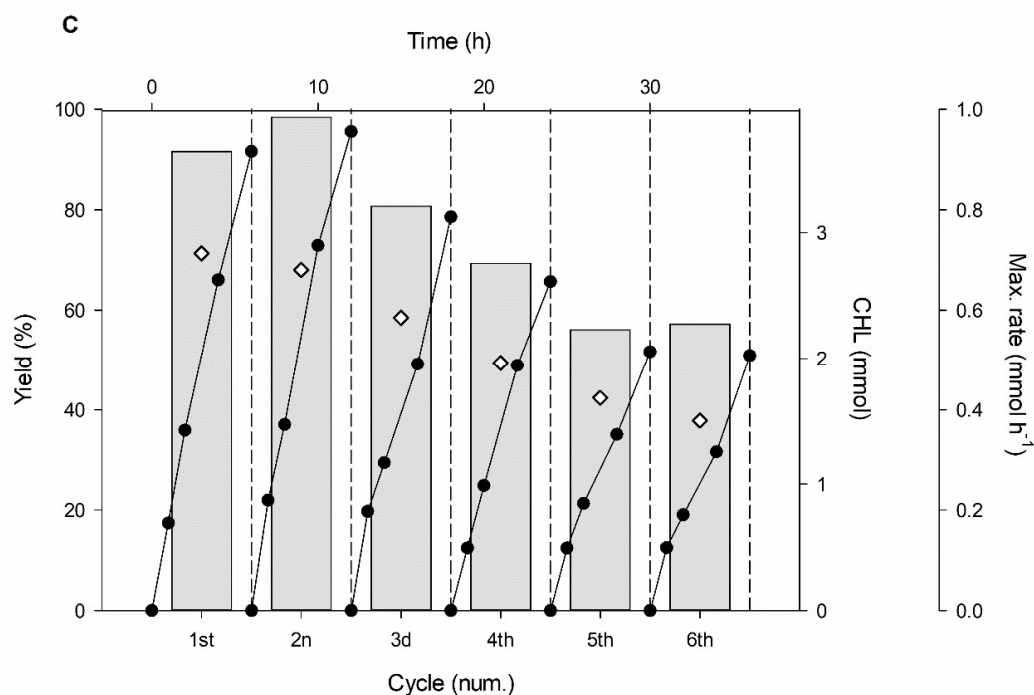 C
Time (h)
0 10 20 30
100
80
60
40
20
0
Yield (%)
3
2
1
0
CHL (mmol)
1.0
0.8
0.6
0.4
0.2
0.0
Max. rate (mmol h⁻¹)
1st 2n 3d 4th 5th 6th
Cycle (num.)